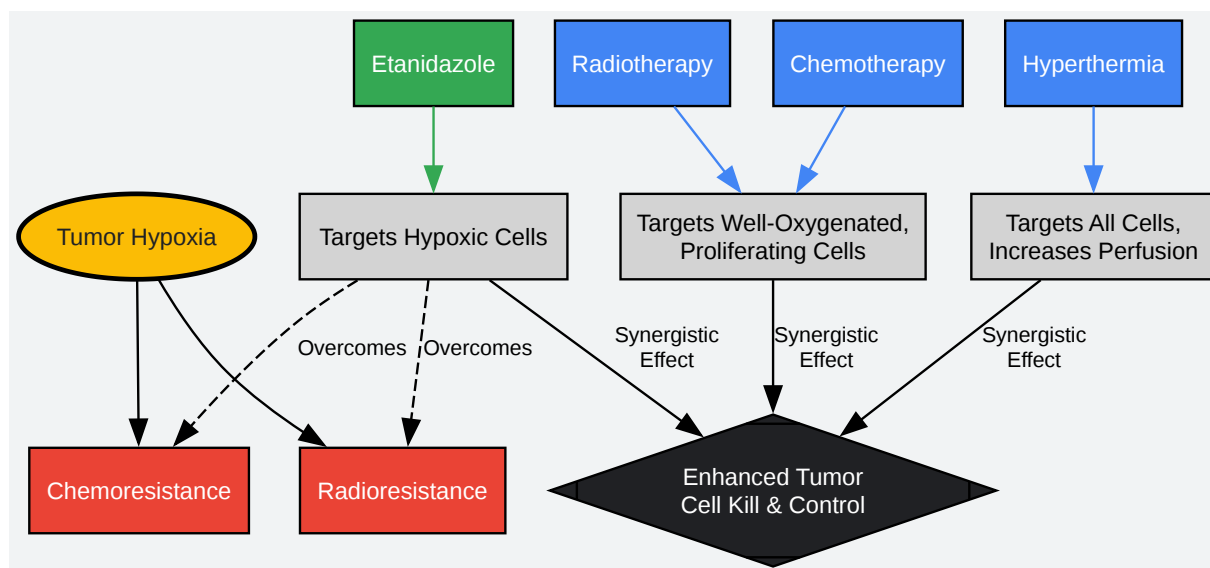 Etanidazole
Radiotherapy
Chemotherapy
Hyperthermia
Tumor Hypoxia
Targets Hypoxic Cells
Targets Well-Oxygenated,
Proliferating Cells
Targets All Cells,
Increases Perfusion
Overcomes
Overcomes
Synergistic
Effect
Synergistic
Effect
Synergistic
Effect
Chemoresistance
Radioresistance
Enhanced Tumor
Cell Kill & Control